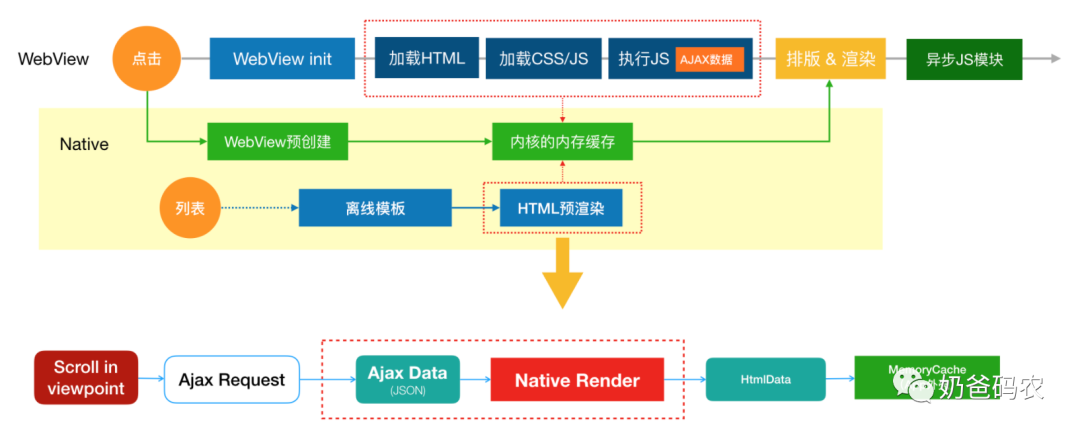 WebView
点击
WebView init
加载HTML
加载CSS/JS
执行JS
AJAX数据
排版 & 渲染
异步JS模块
Native
WebView预创建
内核的内存缓存
列表
离线模板
HTML预渲染
Scroll in
viewpoint
Ajax Request
Ajax Data
(JSON)
Native Render
HtmlData
MemoryCache
奶爸码农